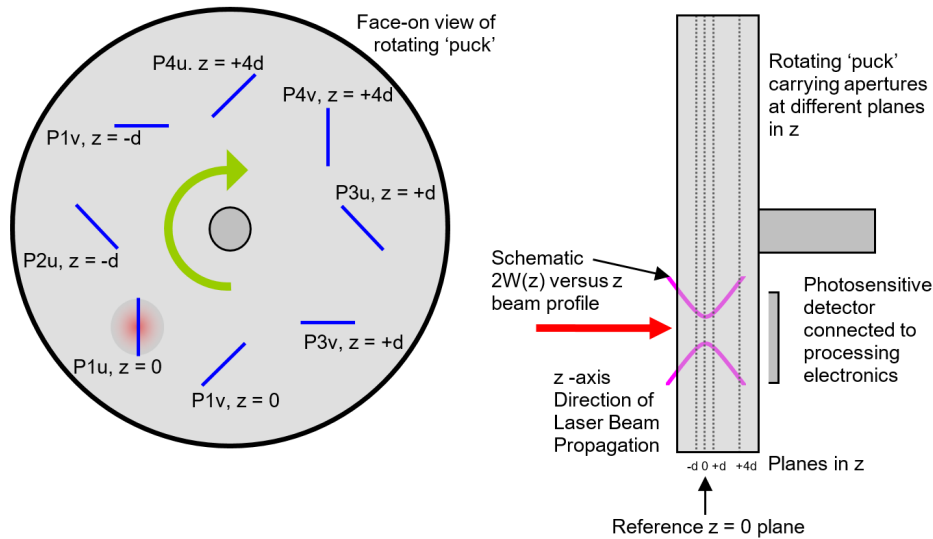 Face-on view of
rotating ‘puck’
P4u. z = +4d
P4v, z = +4d
P1v, z = -d
P3u, z = +d
P2u, z = -d
P1u, z = 0
P3v, z = +d
P1v, z = 0
Rotating ‘puck’
carrying apertures
at different planes
in z
Schematic
2W(z) versus z
beam profile
Photosensitive
detector
connected to
processing
electronics
z -axis
Direction of
Laser Beam
Propagation
-d 0 +d +4d
Planes in z
Reference z = 0 plane